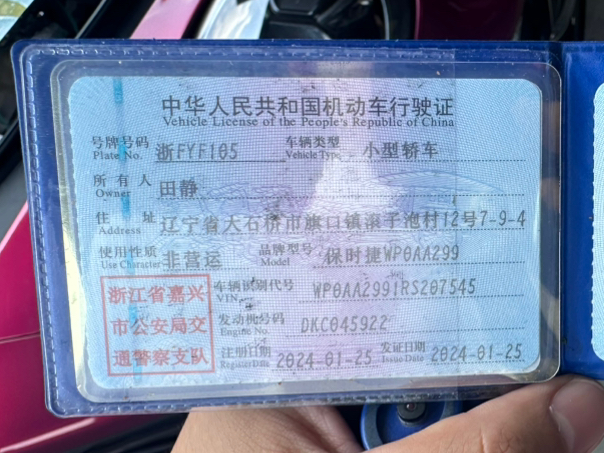 中华人民共和国机动车行驶证
Vehicle License of the People's Republic of China
号牌号码 浙FYF105 车辆类型 小型轿车
Plate No. Vehicle Type
所有人 田静
Owner
住址 辽宁省大石桥市旗口镇滚子泡村12号7-9-4
Address
使用性质 非营运 品牌型号 保时捷WP0AA299
Use Character Model
浙江省嘉兴 车辆识别代号 WP0AA2991RS207545
VIN
市公安局交 发动机号码 DKC045922
Engine No.
通警察支队 注册日期 2024-01-25 发证日期 2024-01-25
Register Date Issue Date